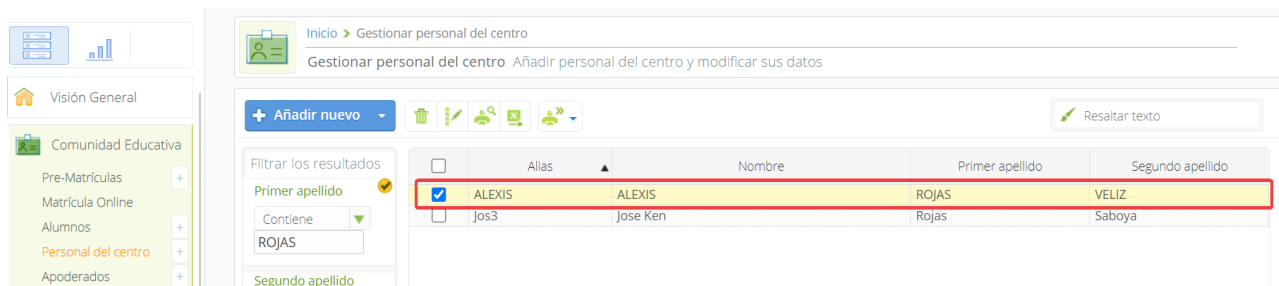 Inicio > Gestionar personal del centro
Gestionar personal del centro Añadir personal del centro y modificar sus datos
Visión General
Comunidad Educativa
Pre-Matrículas
Matrícula Online
Alumnos
Personal del centro
Apoderados
Añadir nuevo
Resaltar texto
Filtrar los resultados
Primer apellido
Contiene
ROJAS
Segundo apellido
Alias Nombre Primer apellido Segundo apellido
ALEXIS ALEXIS ROJAS VELIZ
Jos3 Jose Ken Rojas Saboya